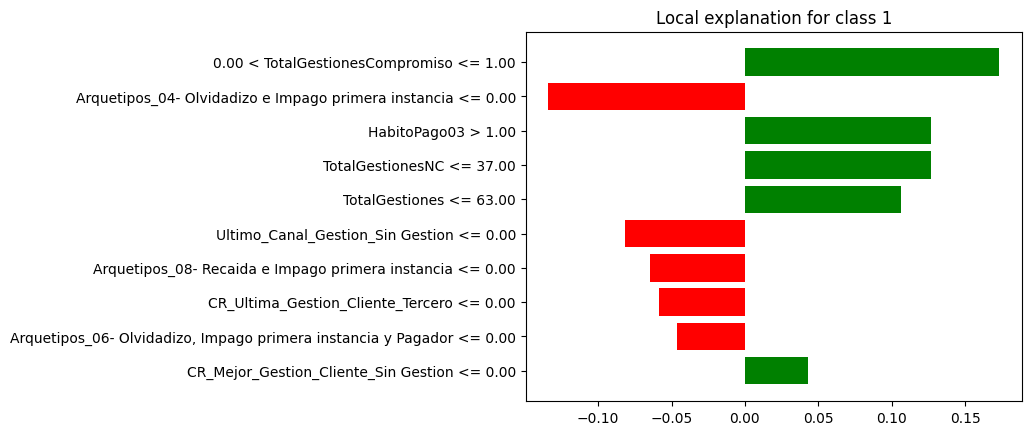 Local explanation for class 1
0.00 < TotalGestionesCompromiso <= 1.00
Arquetipos_04- Olvidadizo e Impago primera instancia <= 0.00
HabitoPago03 > 1.00
TotalGestionesNC <= 37.00
TotalGestiones <= 63.00
Ultimo_Canal_Gestion_Sin Gestion <= 0.00
Arquetipos_08- Recaida e Impago primera instancia <= 0.00
CR_Ultima_Gestion_Cliente_Tercero <= 0.00
Arquetipos_06- Olvidadizo, Impago primera instancia y Pagador <= 0.00
CR_Mejor_Gestion_Cliente_Sin Gestion <= 0.00
−0.10 −0.05 0.00 0.05 0.10 0.15